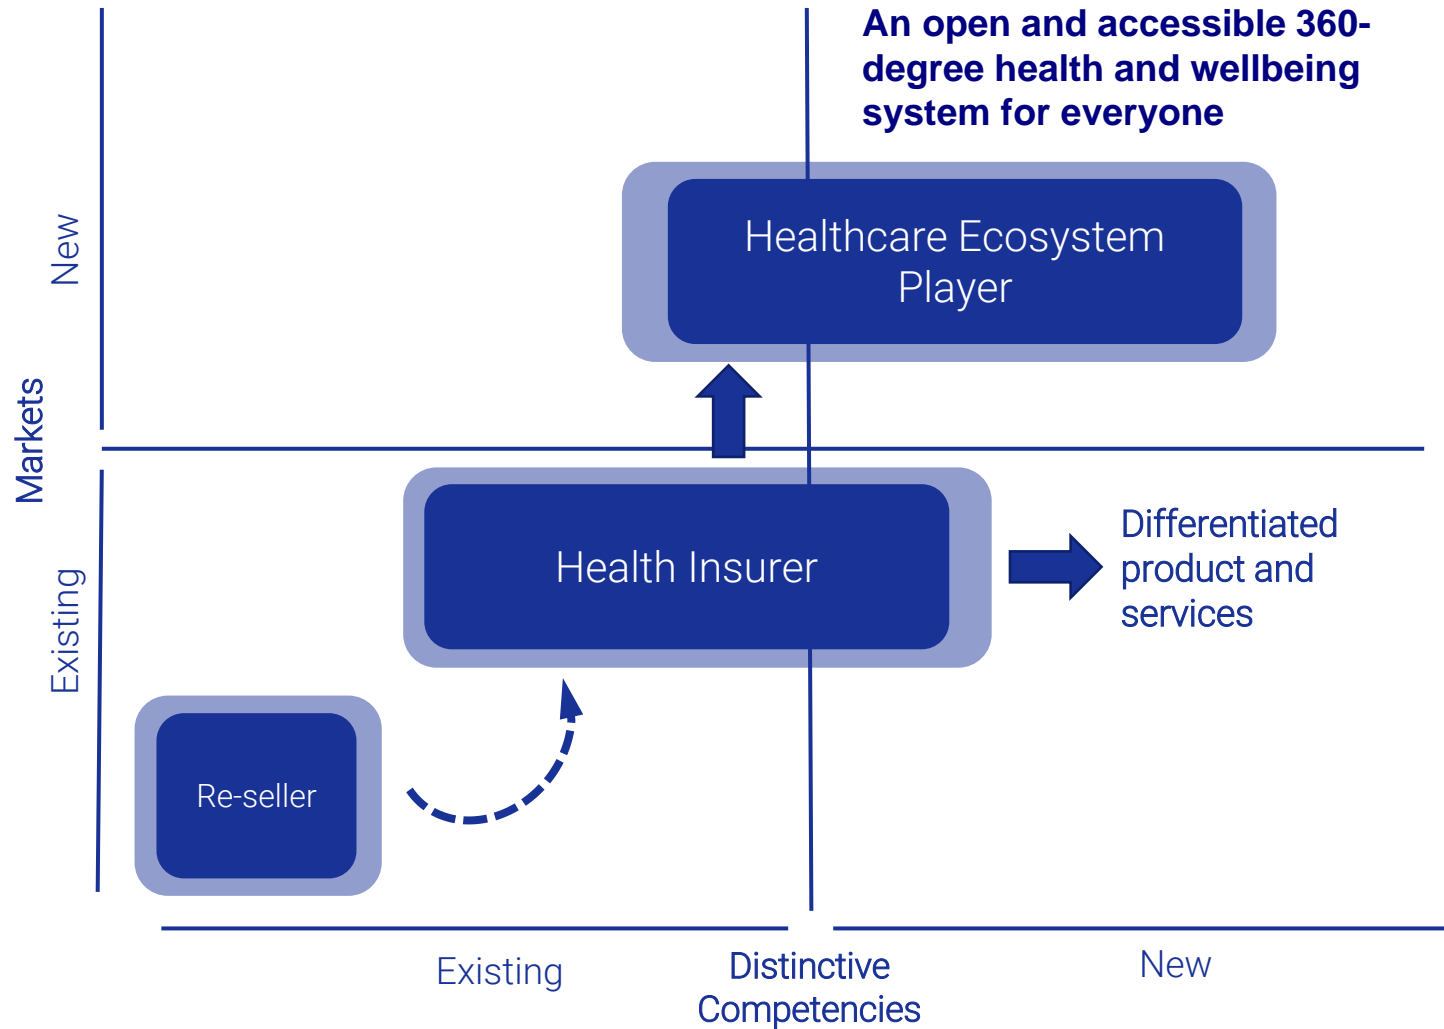 An open and accessible 360-
degree health and wellbeing
system for everyone
New
Healthcare Ecosystem
Player
Markets
Existing
Health Insurer
Differentiated
product and
services
Re-seller
Existing
Distinctive
Competencies
New